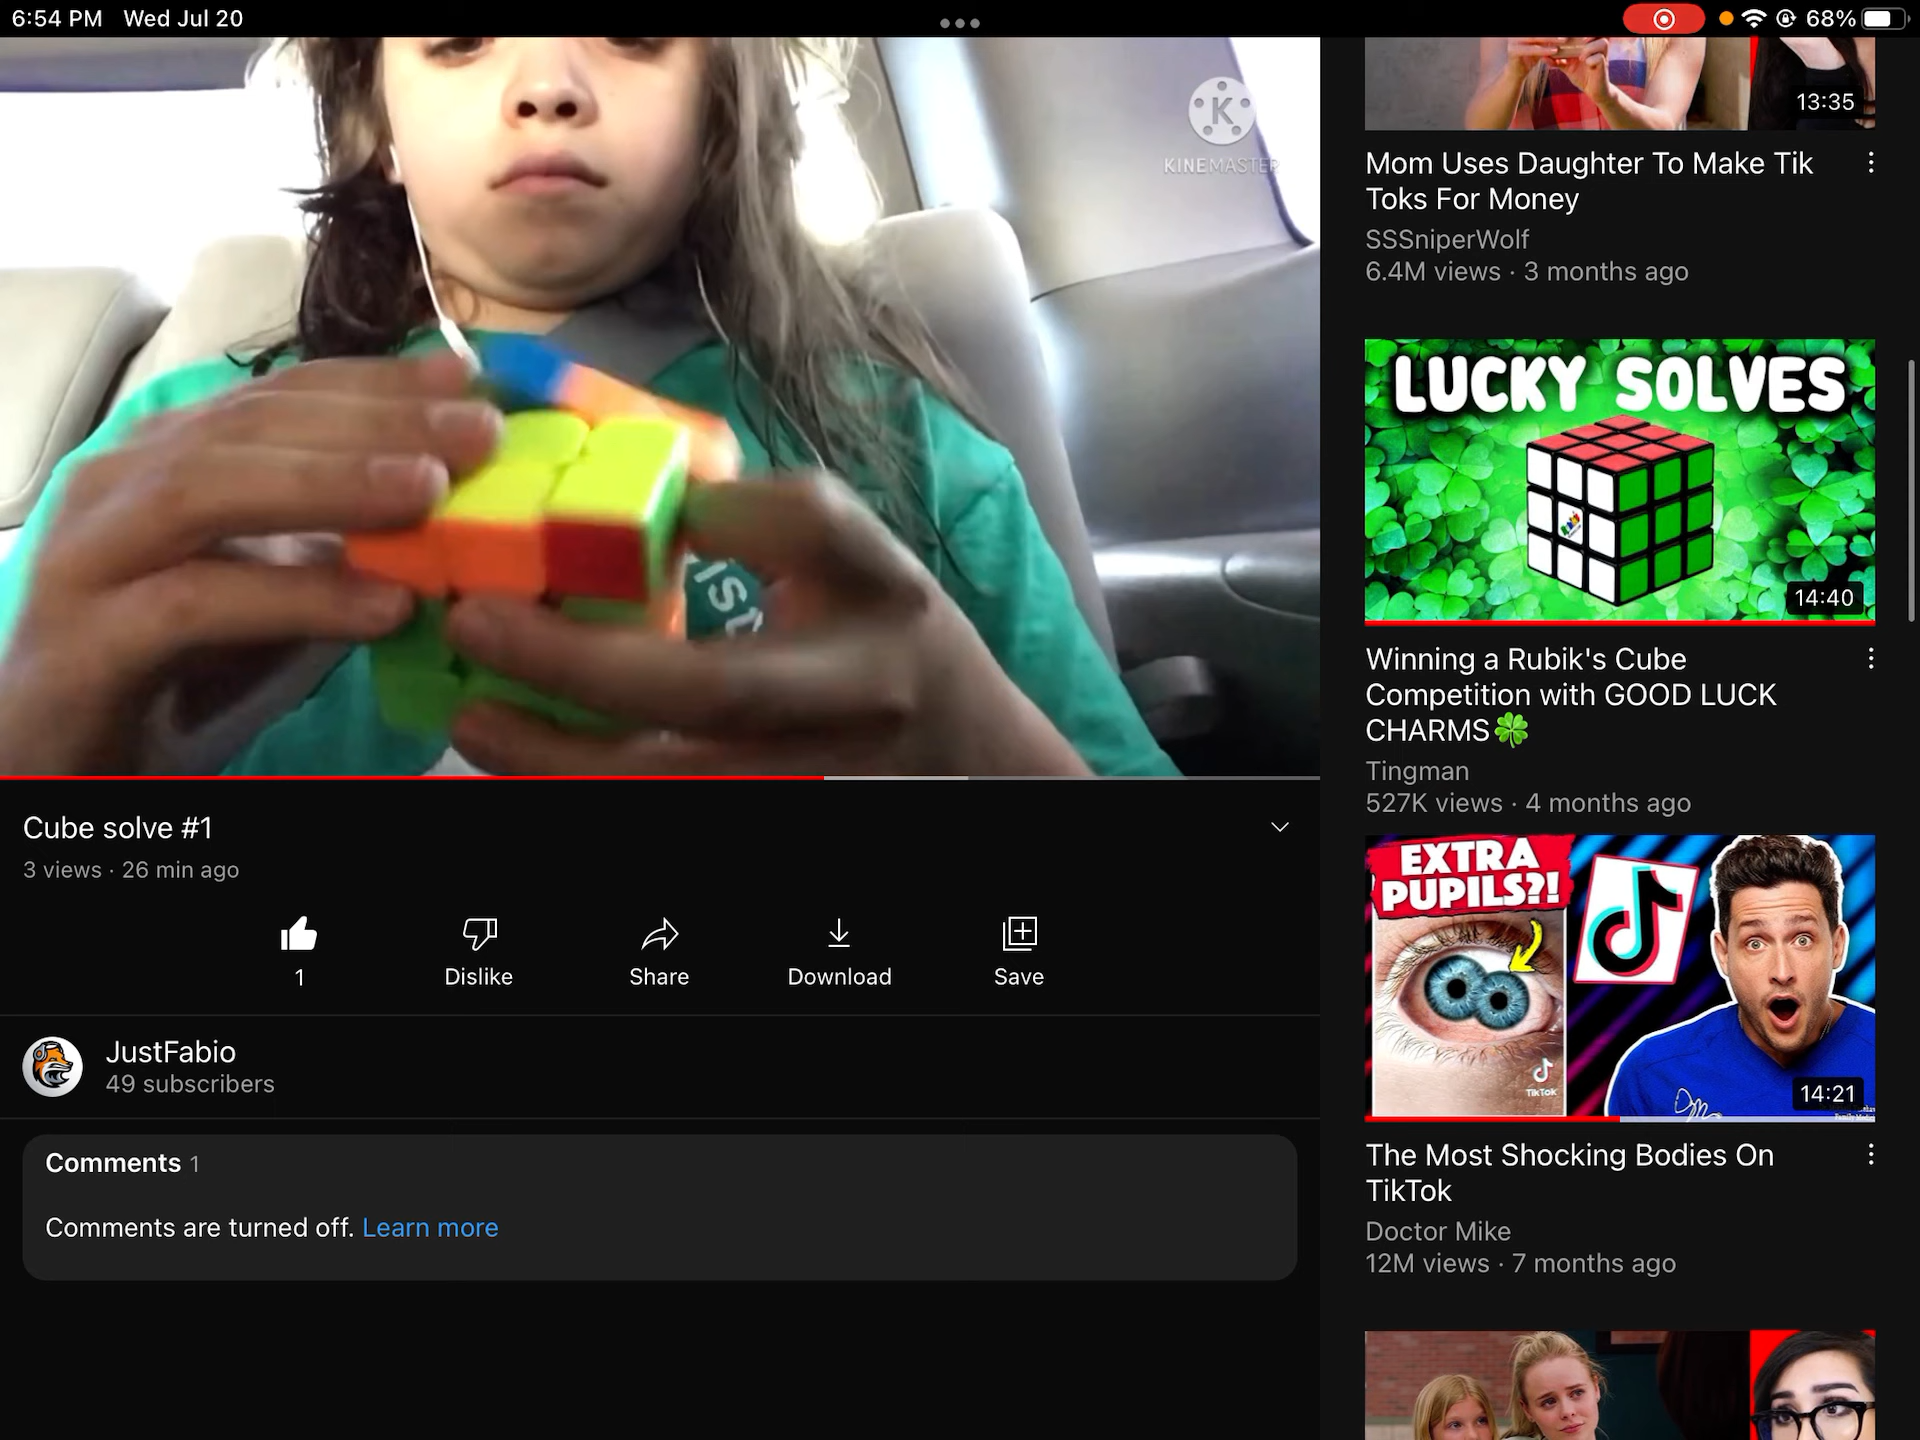 6:54 PM Wed Jul 20
68%
K
KINEMASTER
ist
Cube solve #1
3 views · 26 min ago
1
Dislike
Share
Download
Save
JustFabio
49 subscribers
Comments 1
Comments are turned off. Learn more
13:35
Mom Uses Daughter To Make Tik
Toks For Money
SSSniperWolf
6.4M views · 3 months ago
LUCKY SOLVES
14:40
Winning a Rubik's Cube
Competition with GOOD LUCK
CHARMS🍀
Tingman
527K views · 4 months ago
EXTRA
PUPILS?!
TikTok
14:21
The Most Shocking Bodies On
TikTok
Doctor Mike
12M views · 7 months ago